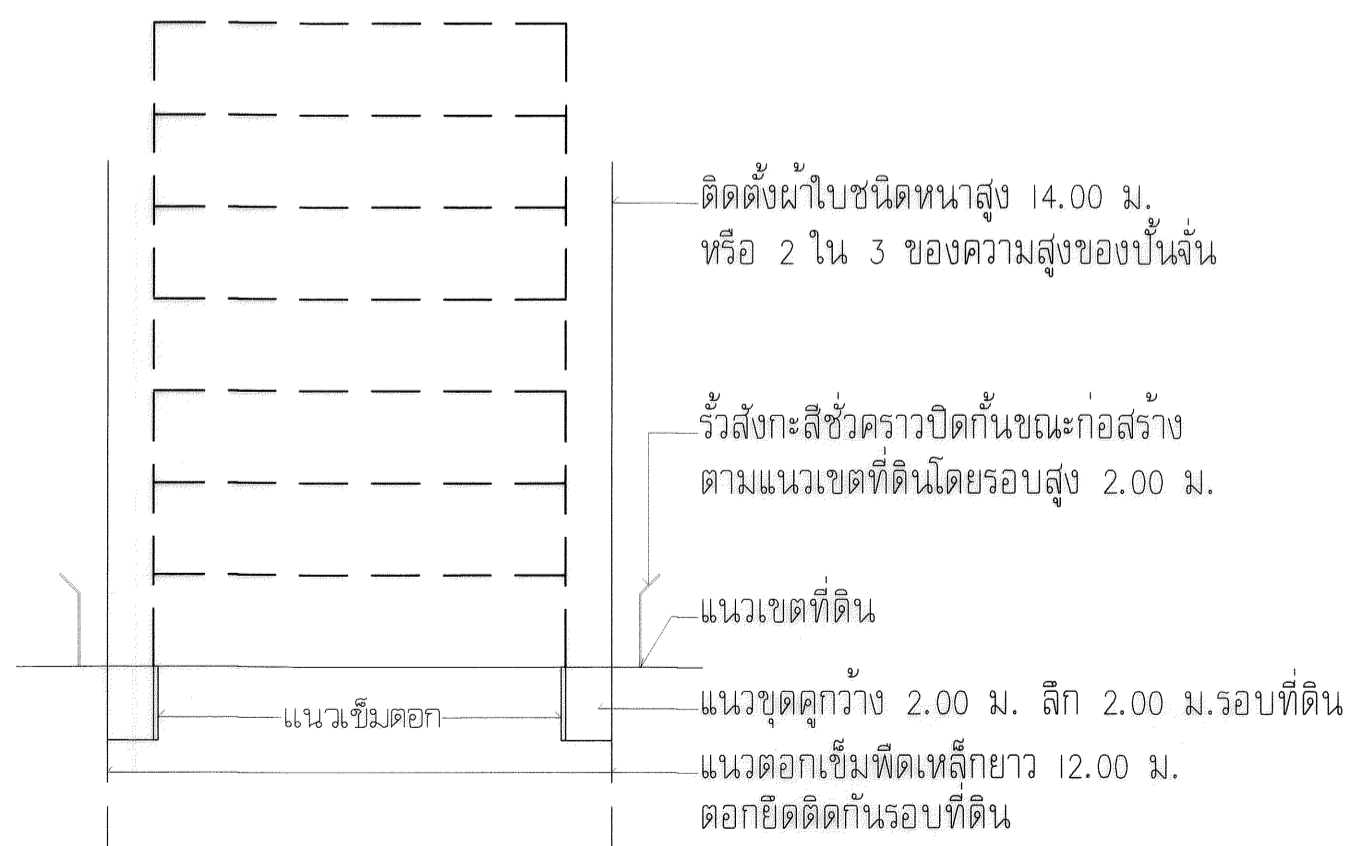 ติดตั้งผ้าใบชนิดหนาสูง 14.00 ม.
หรือ 2 ใน 3 ของความสูงของปั้นจั่น
รั้วสังกะสีชั่วคราวปิดกั้นขณะก่อสร้าง
ตามแนวเขตที่ดินโดยรอบสูง 2.00 ม.
แนวเขตที่ดิน
แนวขุดคูกว้าง 2.00 ม. ลึก 2.00 ม.รอบที่ดิน
แนวเข็มตอก
แนวตอกเข็มพืดเหล็กยาว 12.00 ม.
ตอกยึดติดกันรอบที่ดิน